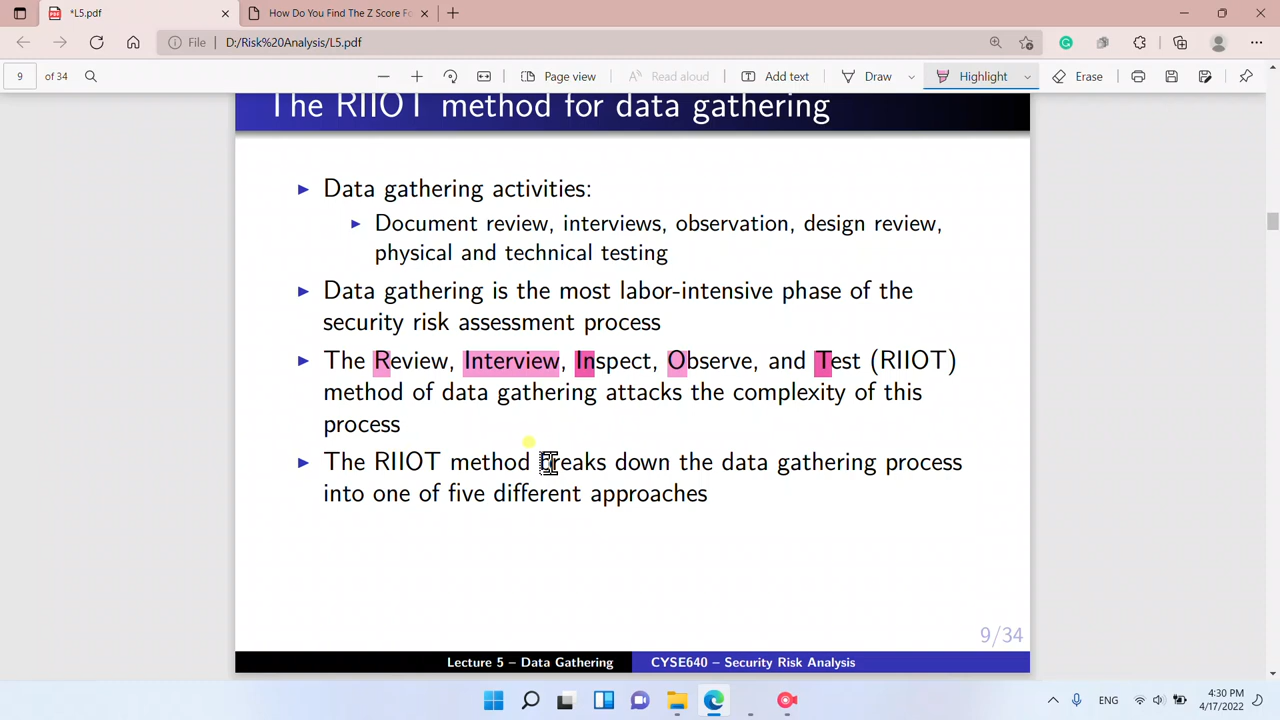 *L5.pdf
How Do You Find The Z Score Fo
File D:/Risk%20Analysis/L5.pdf
9 of 34 Page view Read aloud Add text Draw Highlight Erase
The RIIOT method for data gathering
Data gathering activities:
Document review, interviews, observation, design review,
physical and technical testing
Data gathering is the most labor-intensive phase of the
security risk assessment process
The Review, Interview, Inspect, Observe, and Test (RIIOT)
method of data gathering attacks the complexity of this
process
The RIIOT method breaks down the data gathering process
into one of five different approaches
9/34
Lecture 5 – Data Gathering CYSE640 – Security Risk Analysis
ENG
4:30 PM
4/17/2022